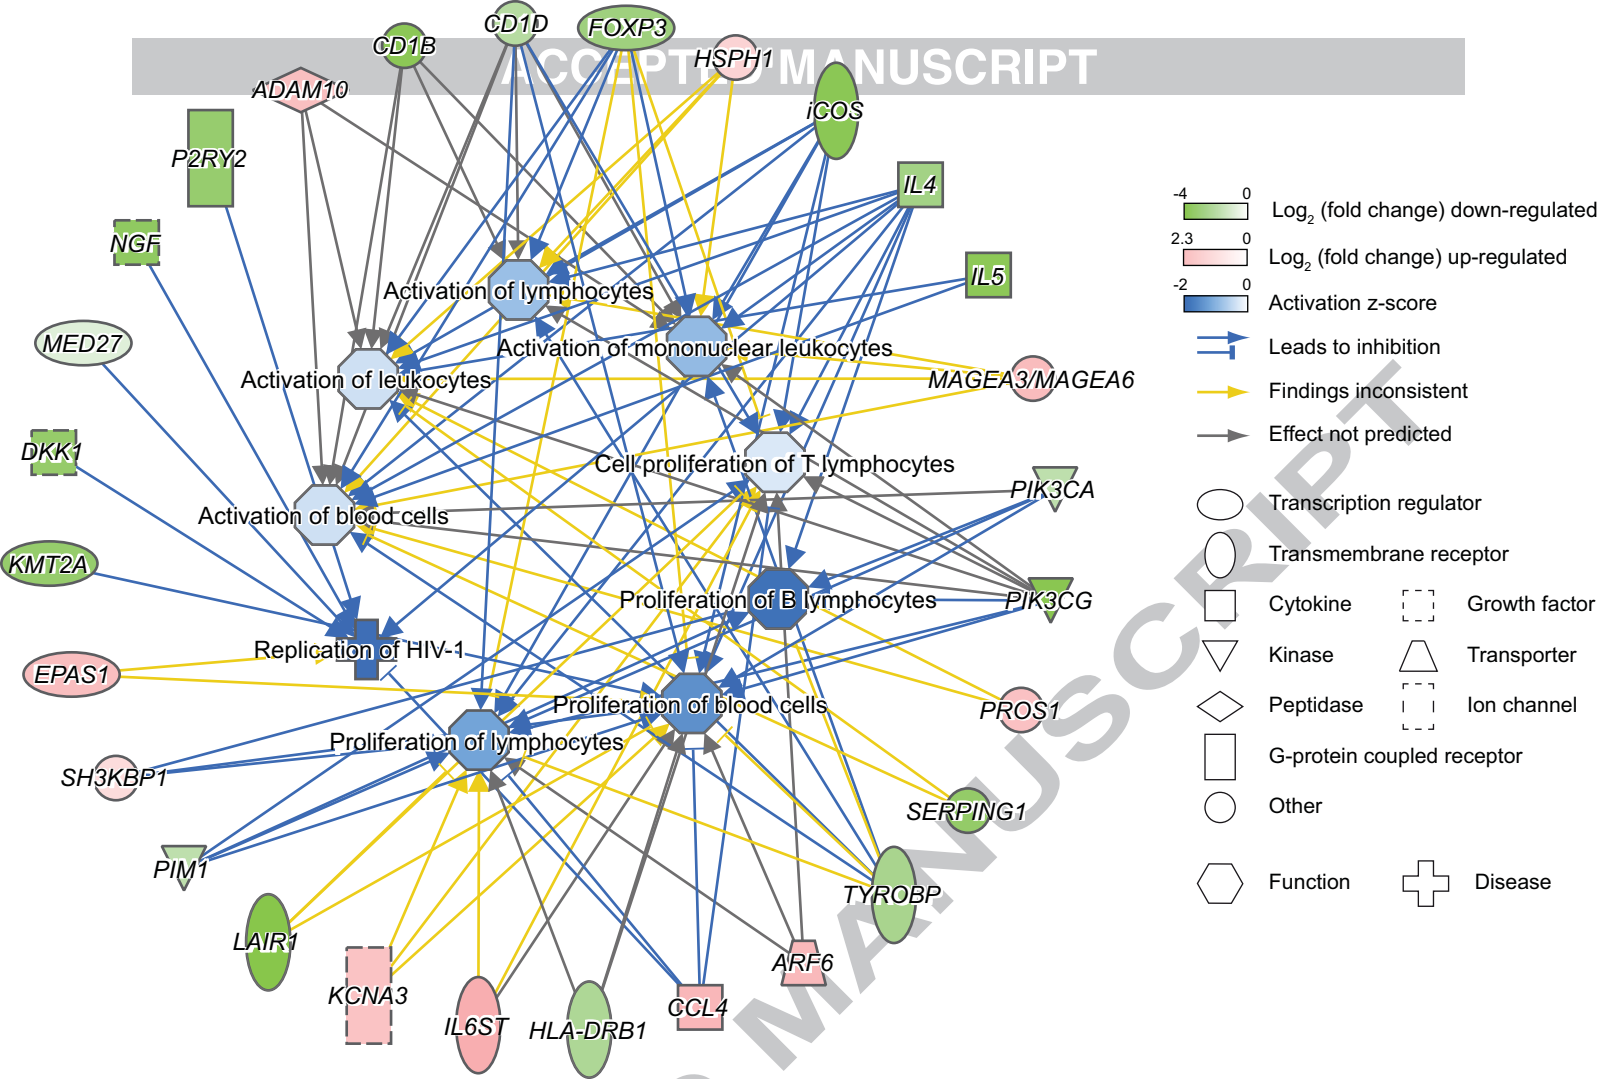 ACCEPTED MANUSCRIPT
CD1D
FOXP3
CD1B
HSPH1
ADAM10
iCOS
P2RY2
IL4
NGF
IL5
MED27
Activation of lymphocytes
Activation of mononuclear leukocytes
Activation of leukocytes
MAGEA3/MAGEA6
DKK1
Cell proliferation of T lymphocytes
PIK3CA
Activation of blood cells
KMT2A
Proliferation of B lymphocytes
PIK3CG
Replication of HIV-1
EPAS1
Proliferation of blood cells
PROS1
Proliferation of lymphocytes
SH3KBP1
SERPING1
PIM1
TYROBP
LAIR1
ARF6
KCNA3
CCL4
IL6ST
HLA-DRB1
-4 0
Log2 (fold change) down-regulated
2.3 0
Log2 (fold change) up-regulated
-2 0
Activation z-score
Leads to inhibition
Findings inconsistent
Effect not predicted
Transcription regulator
Transmembrane receptor
Cytokine
Growth factor
Kinase
Transporter
Peptidase
Ion channel
G-protein coupled receptor
Other
Function
Disease
MANUSCRIPT